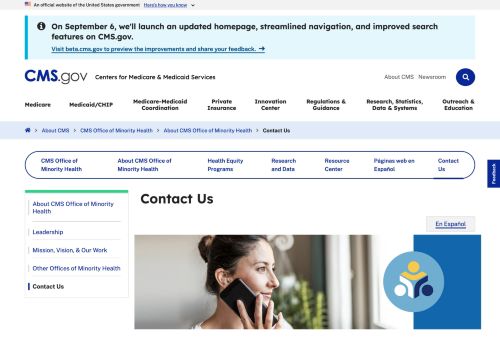 An official website of the United States government Here's how you know
On September 6, we'll launch an updated homepage, streamlined navigation, and improved search
features on CMS.gov.
Visit beta.cms.gov to preview the improvements and share your feedback. →
CMS.gov Centers for Medicare & Medicaid Services
About CMS Newsroom
Medicare Medicaid/CHIP Medicare-Medicaid Coordination Private Insurance Innovation Center Regulations & Guidance Research, Statistics, Data & Systems Outreach & Education
About CMS > CMS Office of Minority Health > About CMS Office of Minority Health > Contact Us
CMS Office of Minority Health About CMS Office of Minority Health Health Equity Programs Research and Data Resource Center Páginas web en Español Contact Us
Feedback
About CMS Office of Minority
Health
Leadership
Mission, Vision, & Our Work
Other Offices of Minority Health
Contact Us
Contact Us
En Español